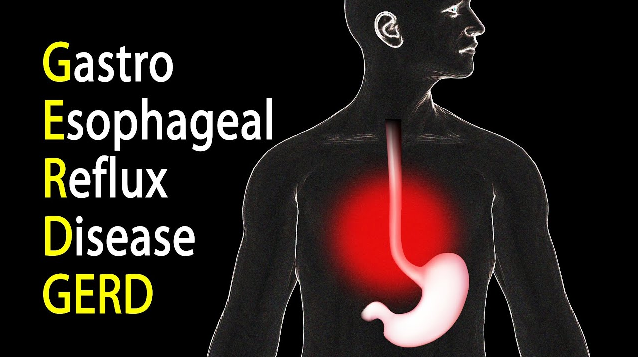 Gastro
Esophageal
Reflux
Disease
GERD